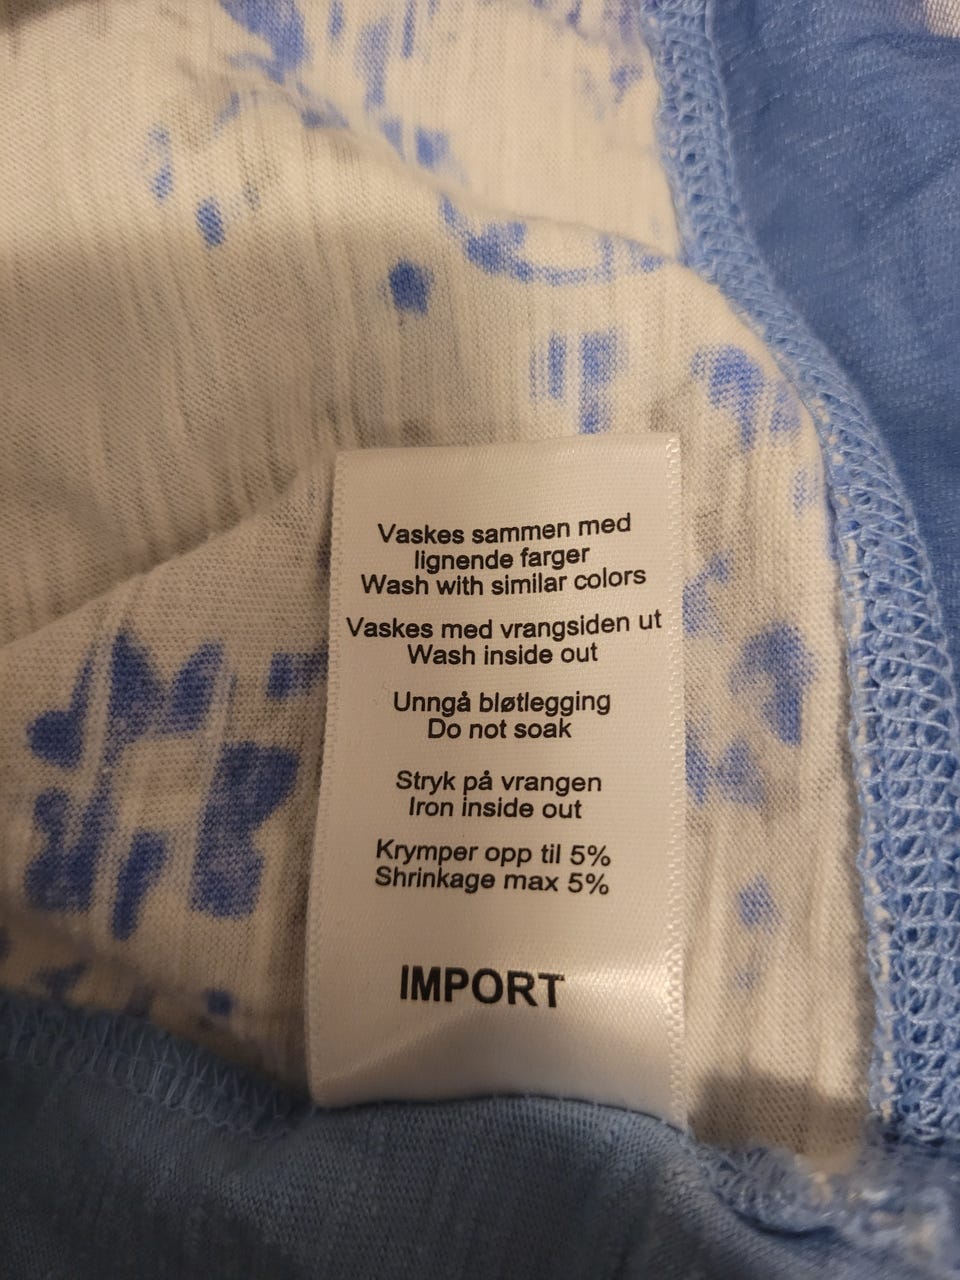 Vaskes sammen med
lignende farger
Wash with similar colors
Vaskes med vrangsiden ut
Wash inside out
Unngå bløtlegging
Do not soak
Stryk på vrangen
Iron inside out
Krymper opp til 5%
Shrinkage max 5%
IMPORT